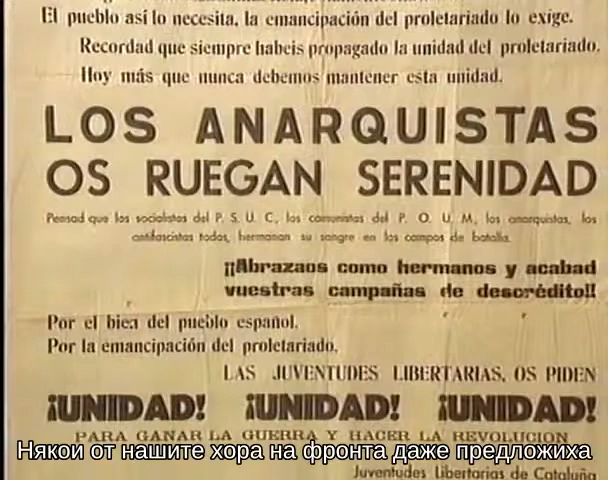 El pueblo así lo necesita, la emancipación del proletariado lo exige.
Recordad que siempre habeis propagado la unidad del proletariado.
Hoy más que nunca debemos mantener esta unidad.
LOS ANARQUISTAS
OS RUEGAN SERENIDAD
Pensad que los socialistas del P. S. U. C., los comunistas del P. O. U. M., los anarquistas, los
antifascistas todos, hermanan su sangre en los campos de batalla.
¡¡Abrazaos como hermanos y acabad
vuestras campañas de descrédito!!
Por el bien del pueblo español.
Por la emancipación del proletariado.
LAS JUVENTUDES LIBERTARIAS, OS PIDEN
¡UNIDAD! ¡UNIDAD! ¡UNIDAD!
PARA GANAR LA GUERRA Y HACER LA REVOLUCION
Някои от нашите хора на фронта даже предложиха
Juventudes Libertarias de Cataluña